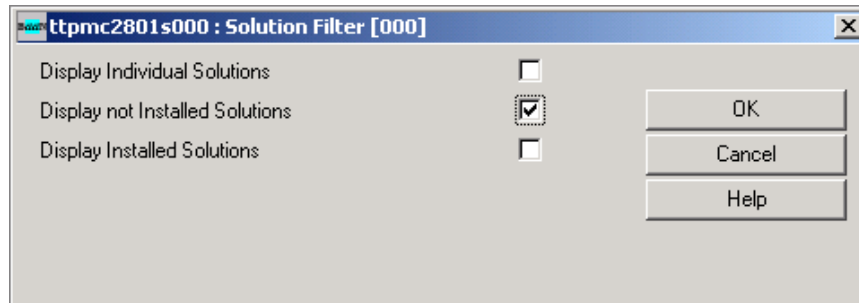 ttpmc2801s000 : Solution Filter [000]
Display Individual Solutions
Display not Installed Solutions
OK
Display Installed Solutions
Cancel
Help